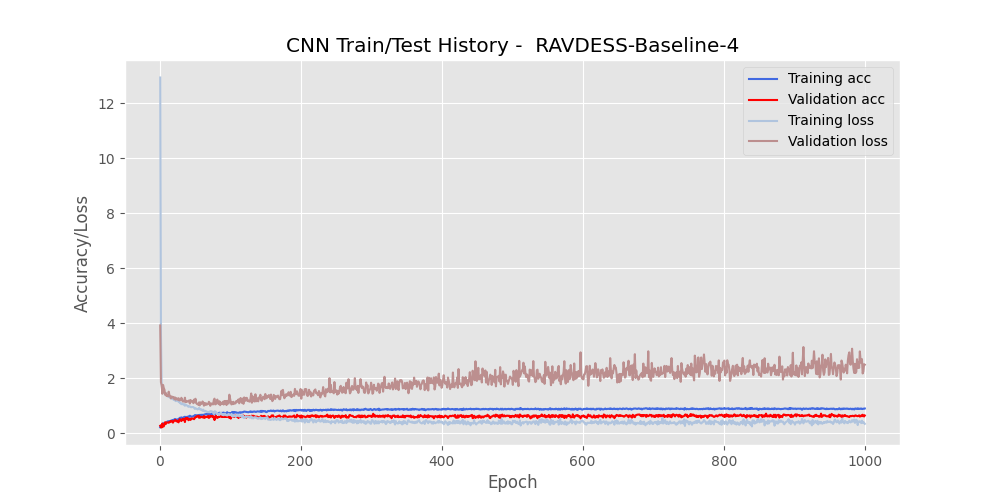 CNN Train/Test History -  RAVDESS-Baseline-4
Training acc
Validation acc
Training loss
Validation loss
Accuracy/Loss
12
10
8
6
4
2
0
0
200
400
600
800
1000
Epoch